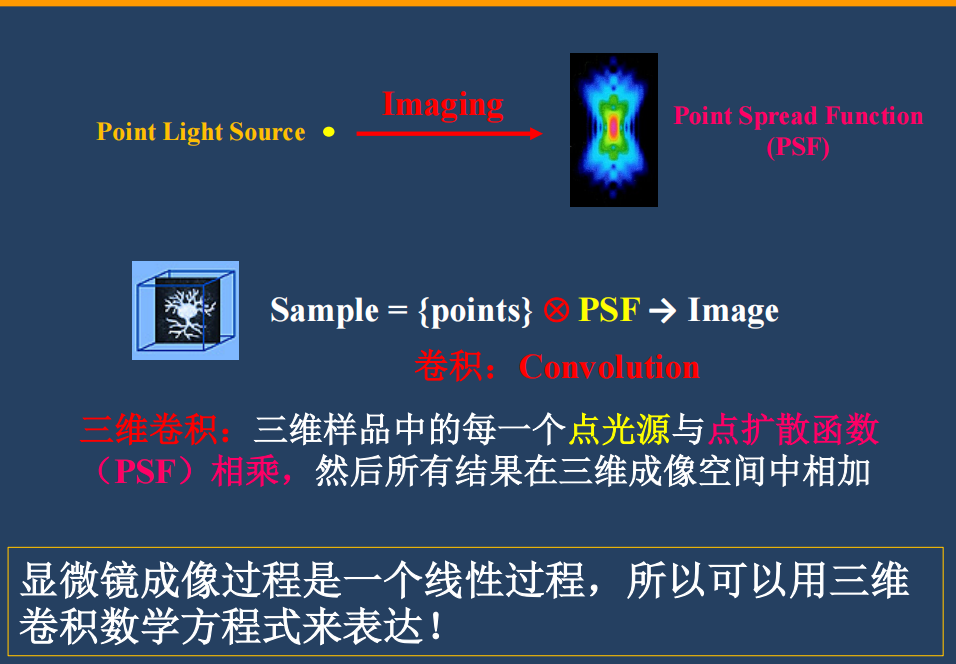 Imaging
Point Light Source
Point Spread Function
(PSF)
Sample = {points} ⊗ PSF → Image
卷积：Convolution
三维卷积：三维样品中的每一个点光源与点扩散函数
（PSF）相乘，然后所有结果在三维成像空间中相加
显微镜成像过程是一个线性过程，所以可以用三维
卷积数学方程式来表达！